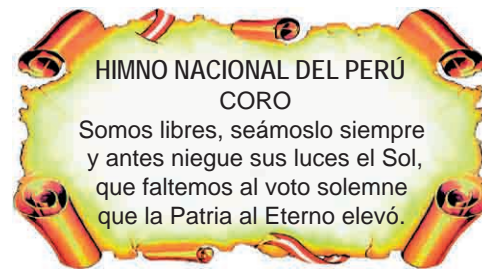 HIMNO NACIONAL DEL PERÚ
CORO
Somos libres, seámoslo siempre
y antes niegue sus luces el Sol,
que faltemos al voto solemne
que la Patria al Eterno elevó.